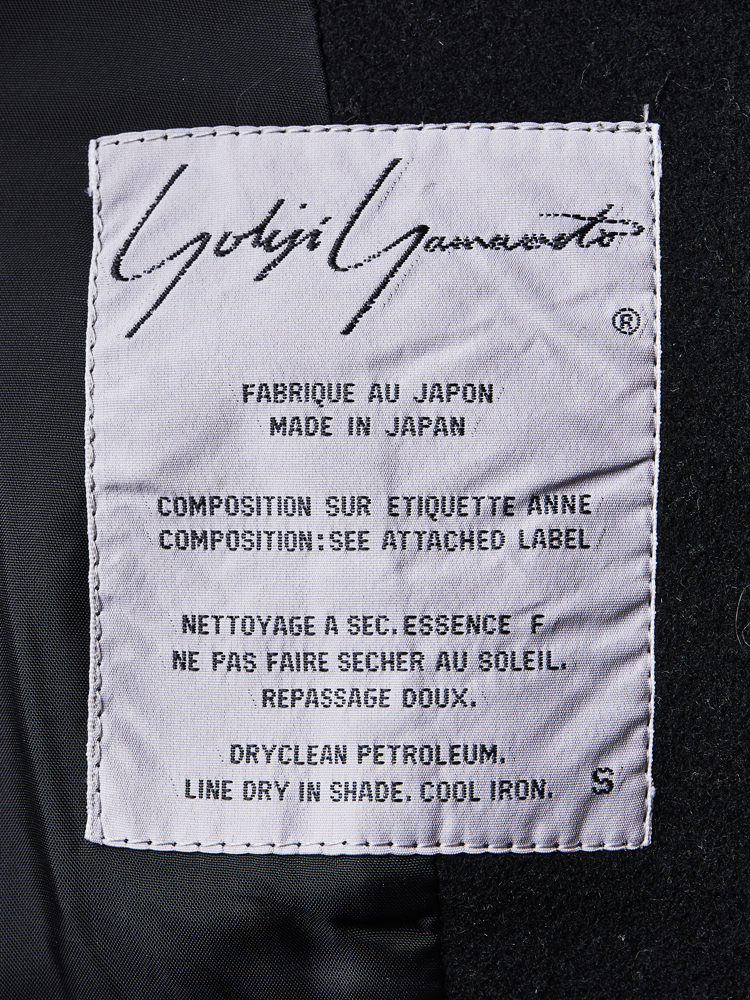 Yohji Yamamoto
®
FABRIQUE AU JAPON
MADE IN JAPAN
COMPOSITION SUR ETIQUETTE ANNE
COMPOSITION:SEE ATTACHED LABEL
NETTOYAGE A SEC. ESSENCE F
NE PAS FAIRE SECHER AU SOLEIL.
REPASSAGE DOUX.
DRYCLEAN PETROLEUM.
LINE DRY IN SHADE. COOL IRON. S